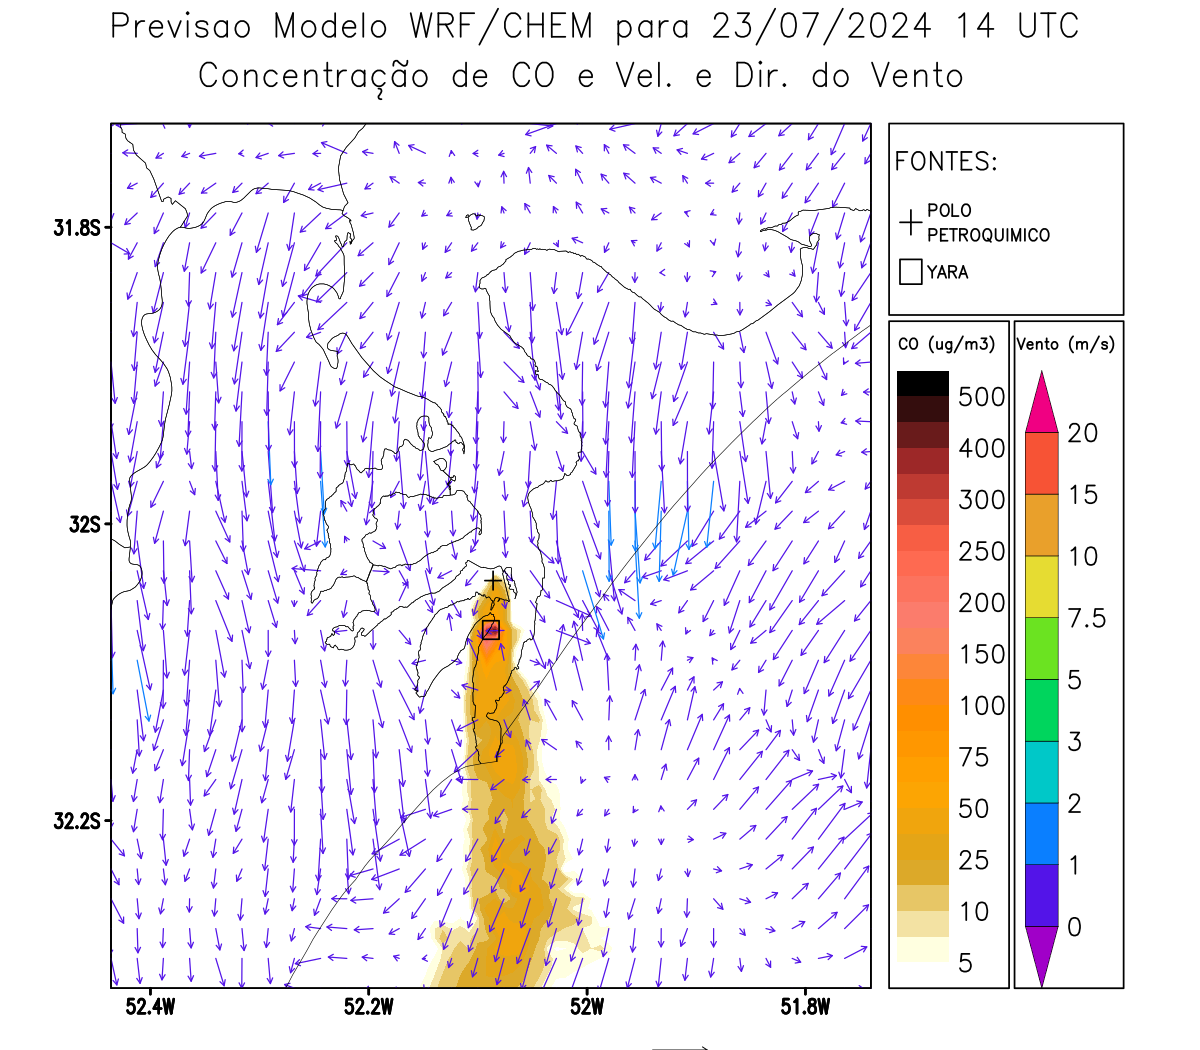 Previsao Modelo WRF/CHEM para 23/07/2024 14 UTC
Concentração de CO e Vel. e Dir. do Vento
FONTES:
POLO
PETROQUIMICO
YARA
CO (ug/m3)
500
400
300
250
200
150
100
75
50
25
10
5
Vento (m/s)
20
15
10
7.5
5
3
2
1
0
31.8S
32S
32.2S
52.4W
52.2W
52W
51.8W